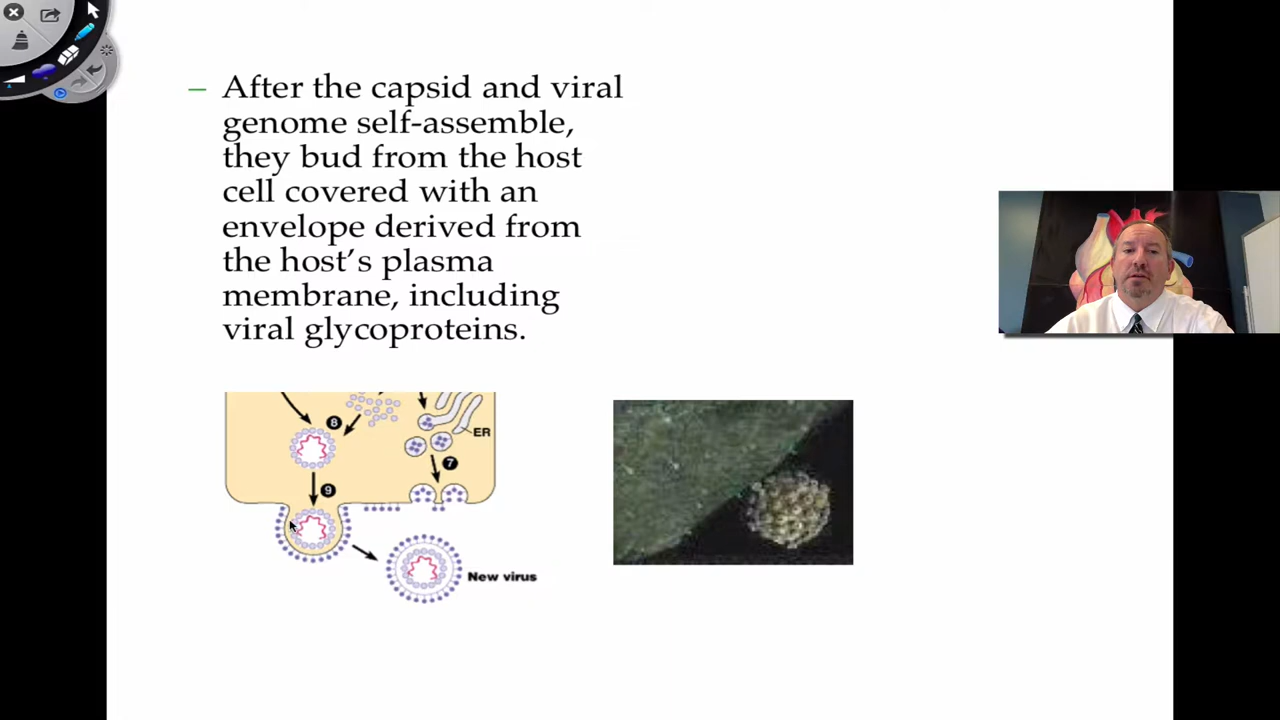 – After the capsid and viral
genome self-assemble,
they bud from the host
cell covered with an
envelope derived from
the host’s plasma
membrane, including
viral glycoproteins.
8
ER
7
9
New virus